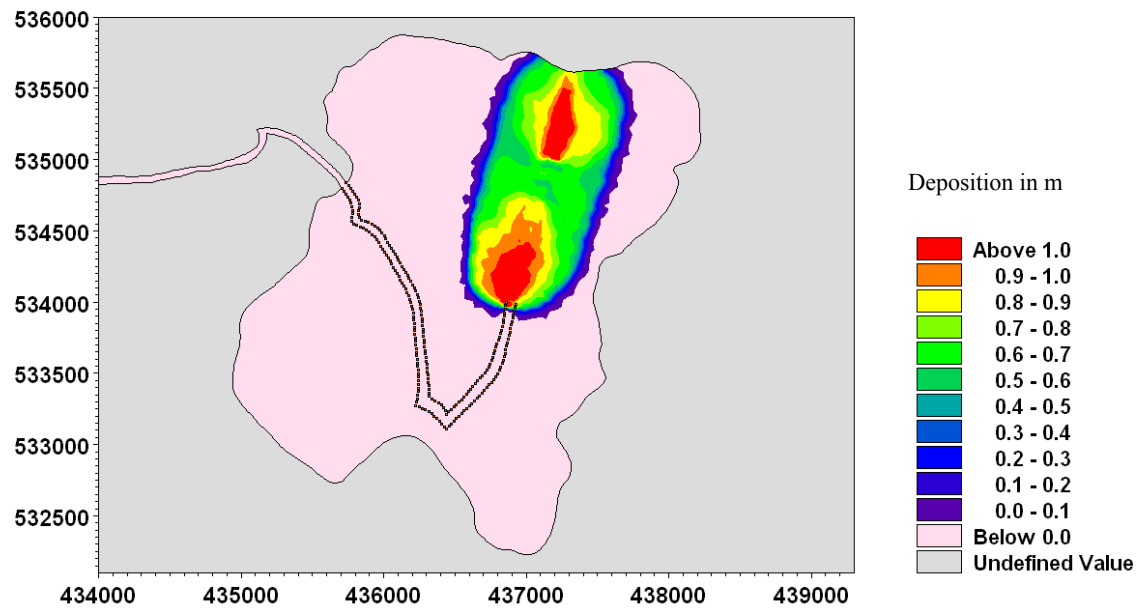 536000
535500
535000
534500
534000
533500
533000
532500
434000 435000 436000 437000 438000 439000
Deposition in m
Above 1.0
0.9 - 1.0
0.8 - 0.9
0.7 - 0.8
0.6 - 0.7
0.5 - 0.6
0.4 - 0.5
0.3 - 0.4
0.2 - 0.3
0.1 - 0.2
0.0 - 0.1
Below 0.0
Undefined Value